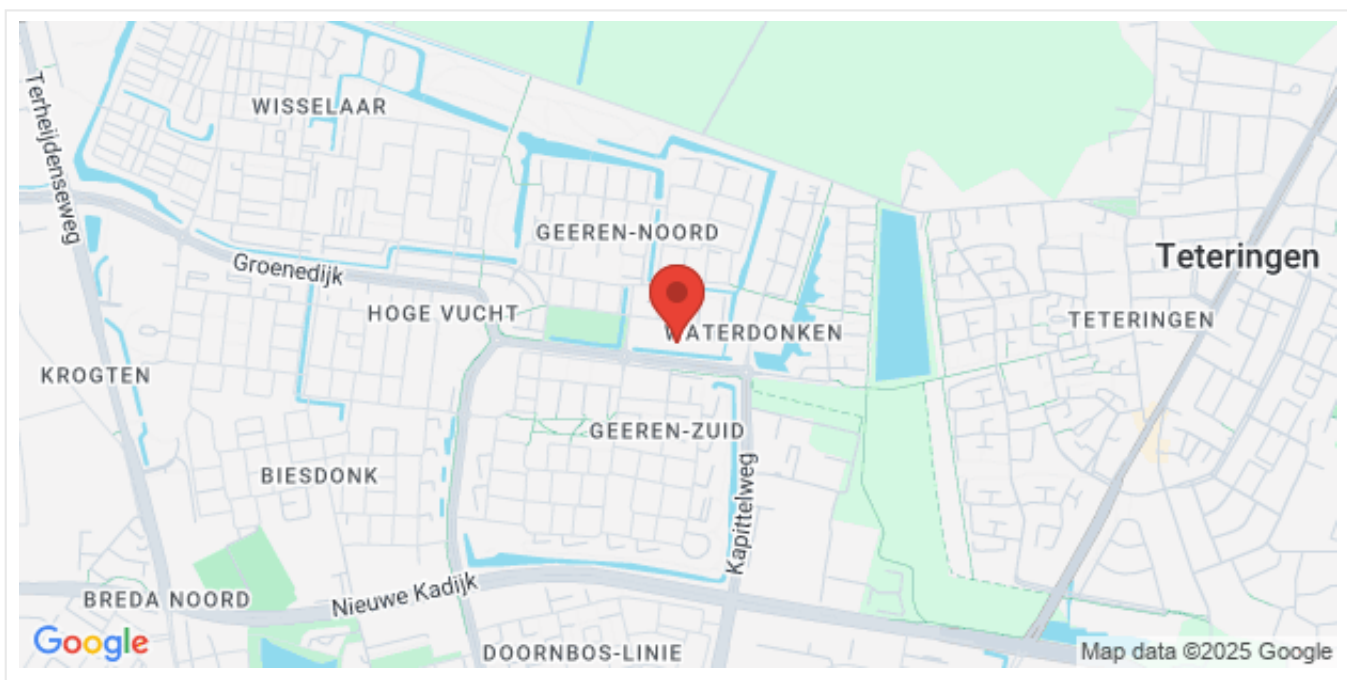 Terheijdenseweg
WISSELAAR
GEEREN-NOORD
Groenedijk
Teteringen
HOGE VUCHT
WATERDONKEN
TETERINGEN
KROGTEN
GEEREN-ZUID
BIESDONK
Kapittelweg
Nieuwe Kadijk
BREDA NOORD
DOORNBOS-LINIE
Google
Map data ©2025 Google